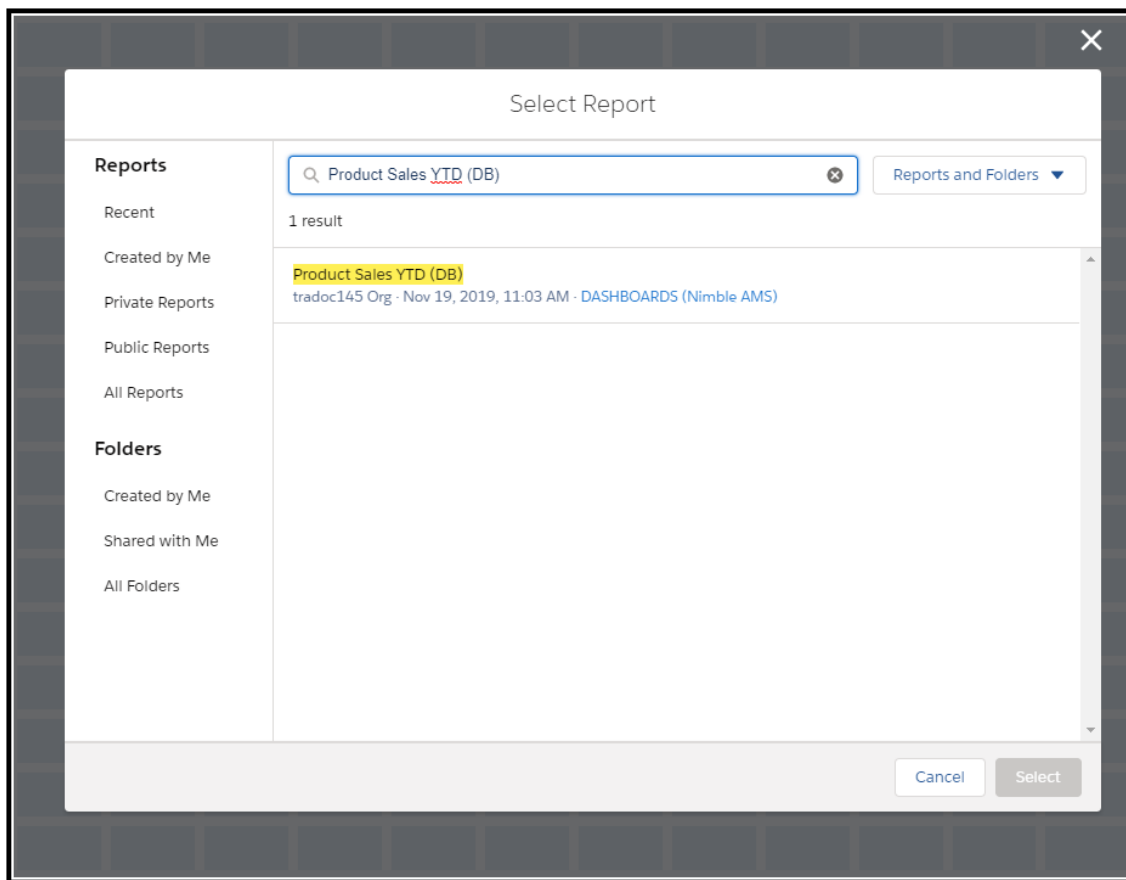 Select Report
Reports
Recent
Created by Me
Private Reports
Public Reports
All Reports
Folders
Created by Me
Shared with Me
All Folders
Product Sales YTD (DB)
Reports and Folders
1 result
Product Sales YTD (DB)
tradoc145 Org · Nov 19, 2019, 11:03 AM · DASHBOARDS (Nimble AMS)
Cancel
Select